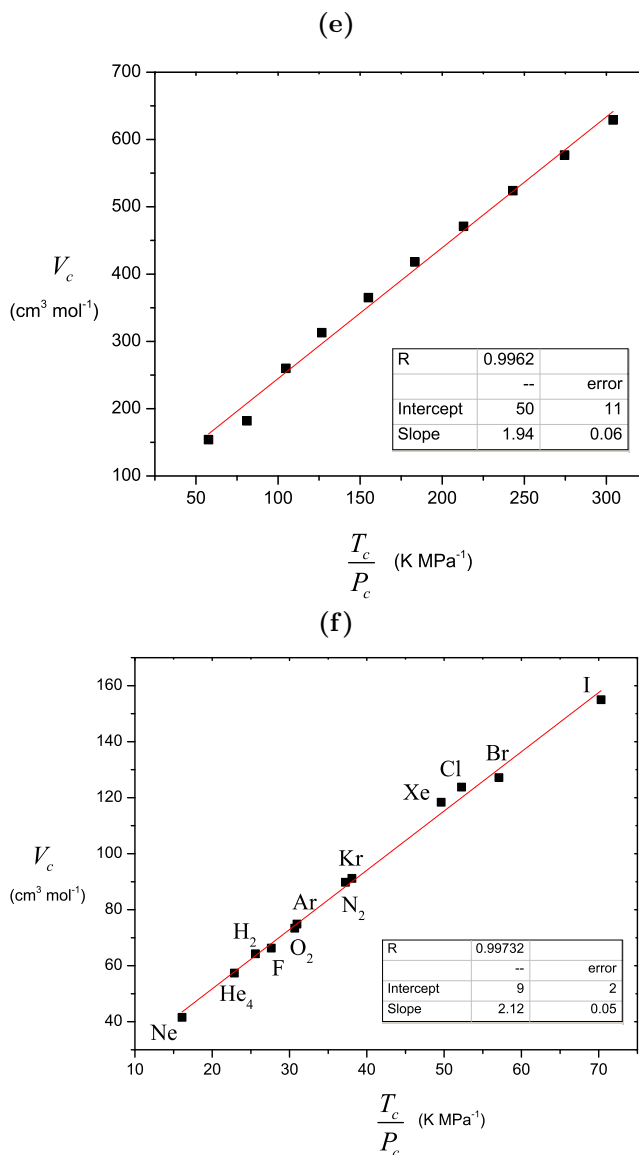 (e)
700
600
500
400
300
200
100
V_c
(cm³ mol⁻¹)
R 0.9962
-- error
Intercept 50 11
Slope 1.94 0.06
50 100 150 200 250 300
T_c
P_c
(K MPa⁻¹)
(f)
160
140
120
100
80
60
40
V_c
(cm³ mol⁻¹)
I
Br
Cl
Xe
Kr
N₂
Ar
O₂
H₂
F
He₄
Ne
R 0.99732
-- error
Intercept 9 2
Slope 2.12 0.05
10 20 30 40 50 60 70
T_c
P_c
(K MPa⁻¹)